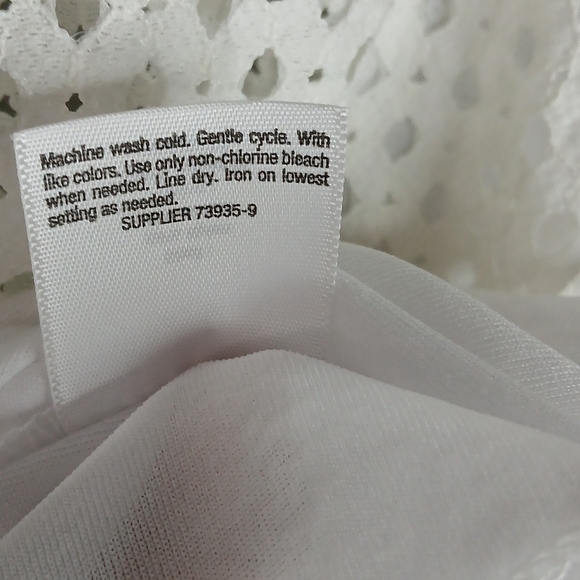 Machine wash cold. Gentle cycle. With
like colors. Use only non-chlorine bleach
when needed. Line dry. Iron on lowest
setting as needed.
SUPPLIER 73935-9